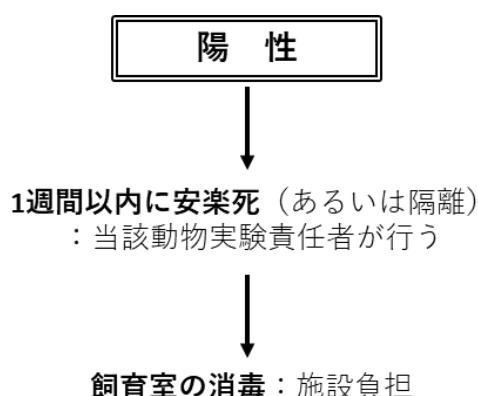 陽　性
1週間以内に安楽死（あるいは隔離）
：当該動物実験責任者が行う
飼育室の消毒：施設負担